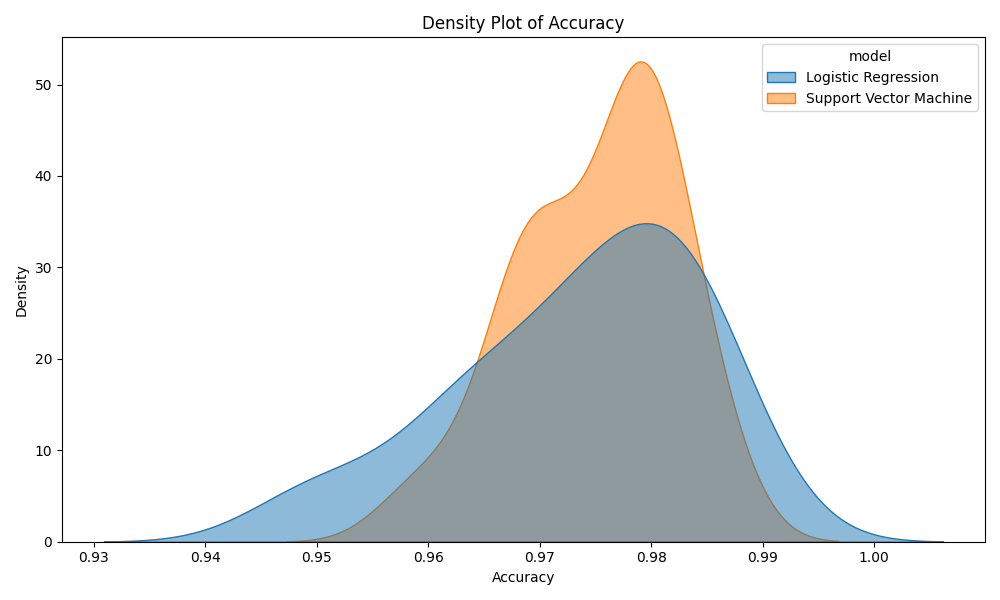 Density Plot of Accuracy
model
Logistic Regression
Support Vector Machine
Density
50
40
30
20
10
0
0.93 0.94 0.95 0.96 0.97 0.98 0.99 1.00
Accuracy